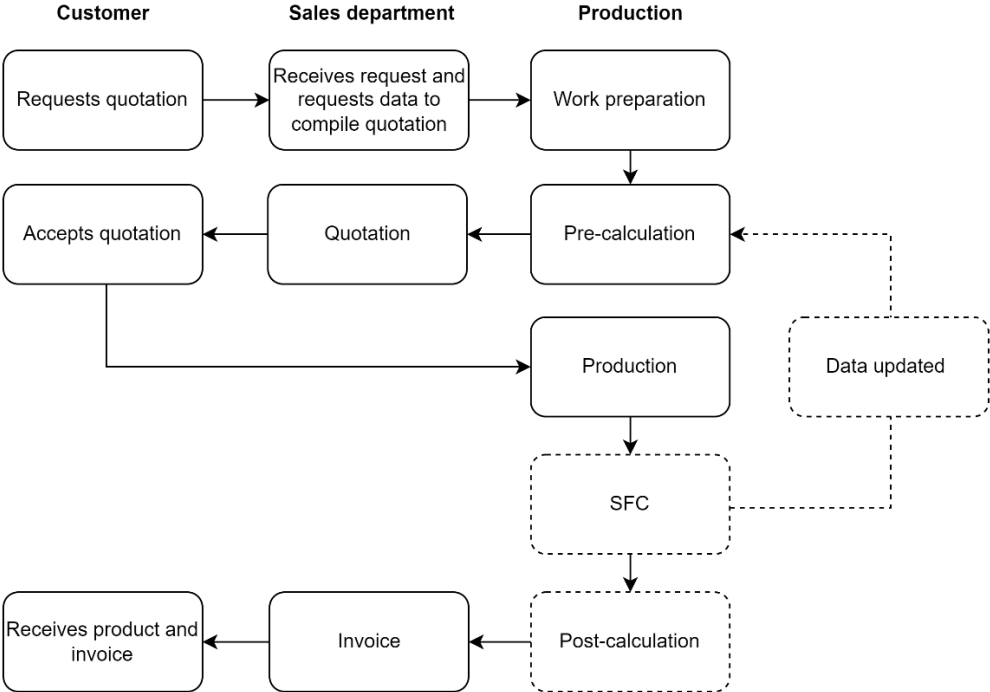 Customer
Sales department
Production
Requests quotation
Receives request and
requests data to
compile quotation
Work preparation
Accepts quotation
Quotation
Pre-calculation
Production
Data updated
SFC
Receives product and
invoice
Invoice
Post-calculation